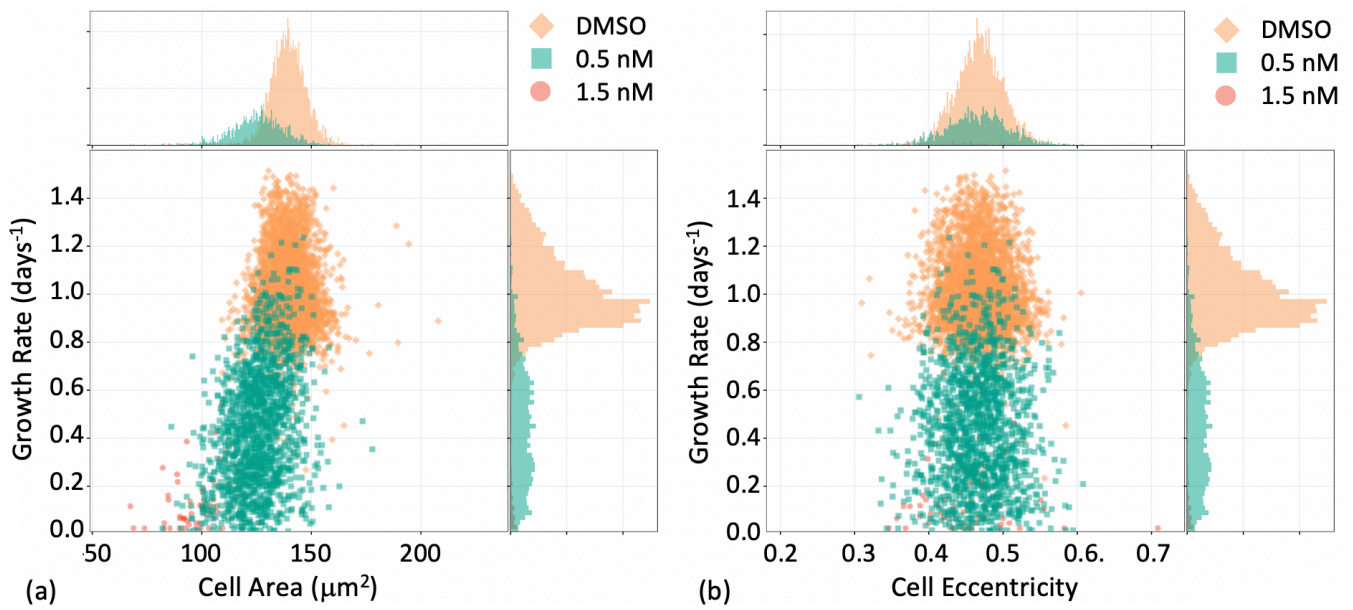 DMSO
0.5 nM
1.5 nM
Growth Rate (days-1)
1.4
1.2
1.0
0.8
0.6
0.4
0.2
0.0
50 100 150 200
Cell Area (μm²)
(a)
DMSO
0.5 nM
1.5 nM
Growth Rate (days-1)
1.4
1.2
1.0
0.8
0.6
0.4
0.2
0.0
0.2 0.3 0.4 0.5 0.6. 0.7
Cell Eccentricity
(b)